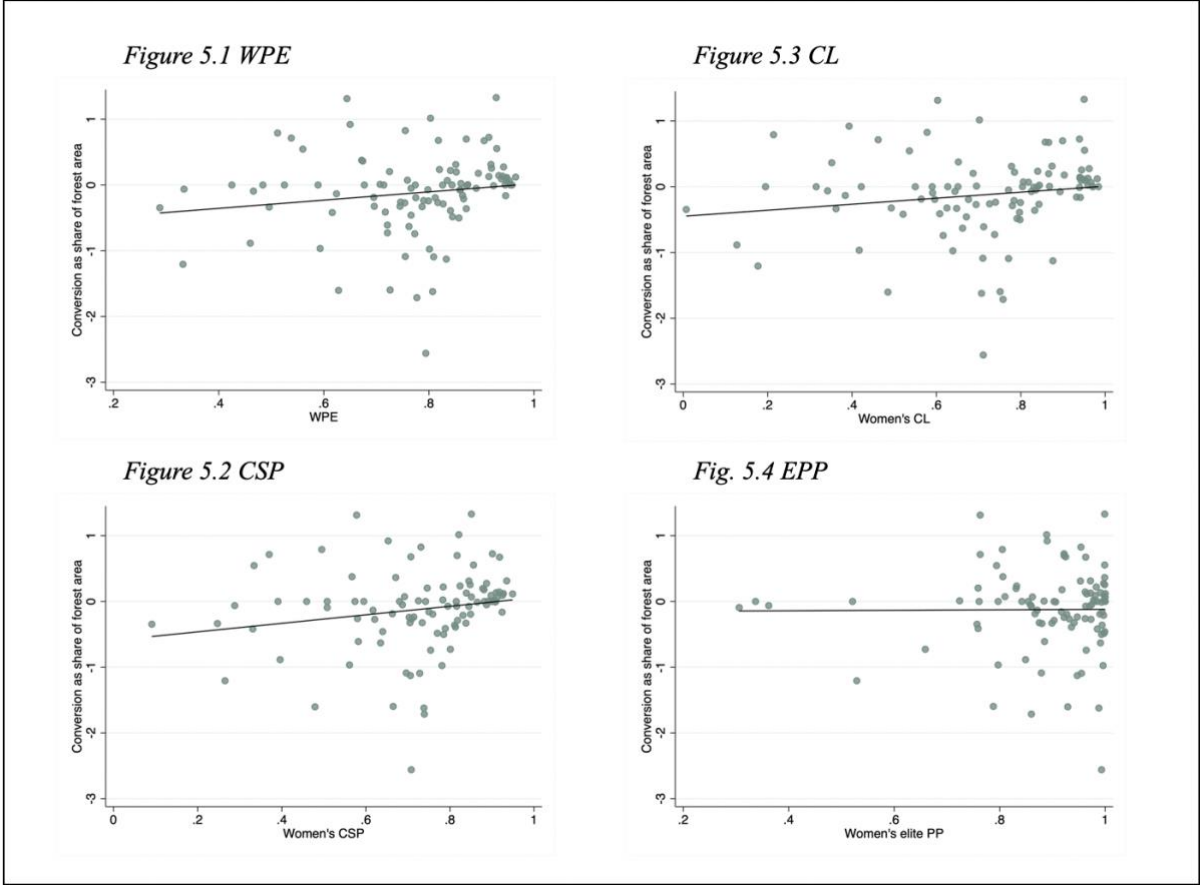 Figure 5.1 WPE
Conversion as share of forest area
1
0
-1
-2
-3
.2 .4 .6 .8 1
WPE
Figure 5.3 CL
Conversion as share of forest area
1
0
-1
-2
-3
0 .2 .4 .6 .8 1
Women's CL
Figure 5.2 CSP
Conversion as share of forest area
1
0
-1
-2
-3
0 .2 .4 .6 .8 1
Women's CSP
Fig. 5.4 EPP
Conversion as share of forest area
1
0
-1
-2
-3
.2 .4 .6 .8 1
Women's elite PP